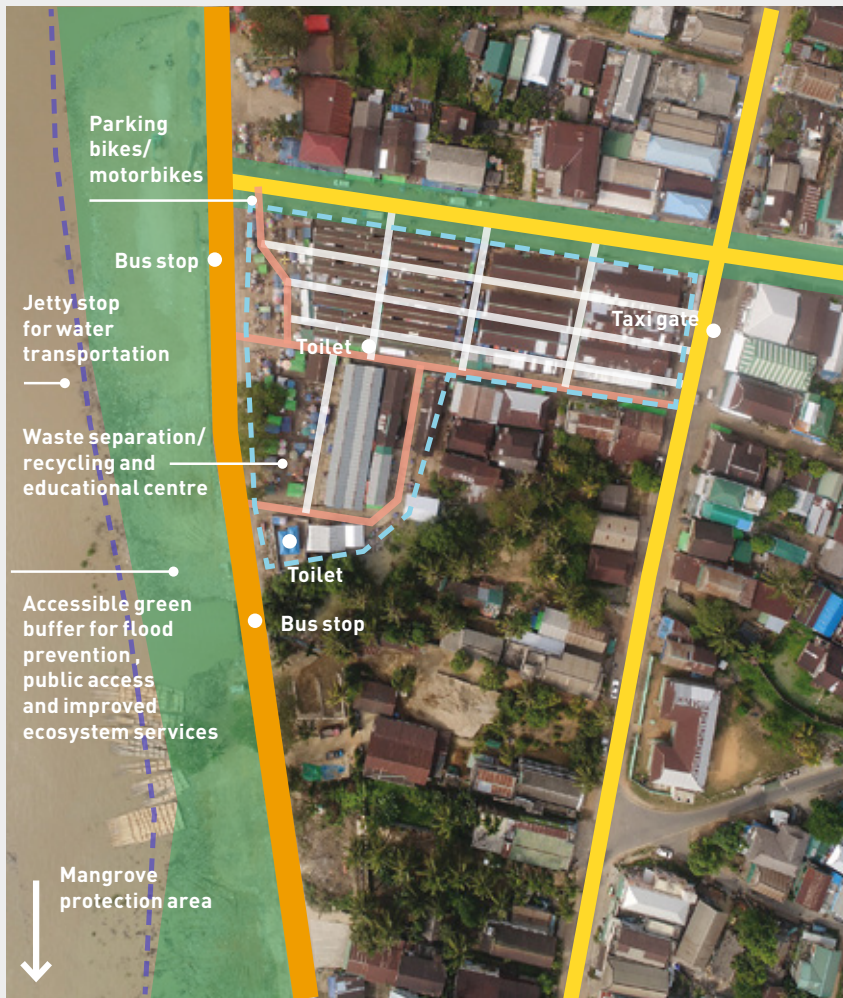 Parking
bikes/
motorbikes
Bus stop
Jetty stop
for water
transportation
Taxi gate
Toilet
Waste separation/
recycling and
educational centre
Toilet
Accessible green
buffer for flood
prevention,
public access
and improved
ecosystem services
Bus stop
Mangrove
protection area